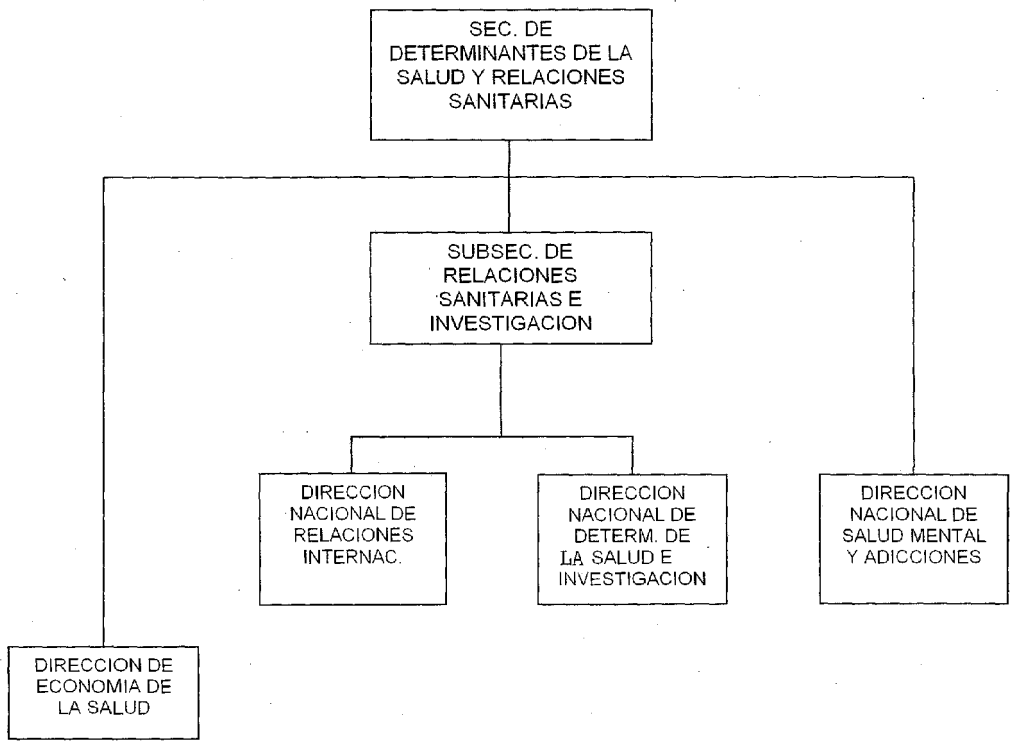 SEC. DE
DETERMINANTES DE LA
SALUD Y RELACIONES
SANITARIAS
SUBSEC. DE
RELACIONES
SANITARIAS E
INVESTIGACION
DIRECCION
NACIONAL DE
RELACIONES
INTERNAC.
DIRECCION
NACIONAL DE
DETERM. DE
LA SALUD E
INVESTIGACION
DIRECCION
NACIONAL DE
SALUD MENTAL
Y ADICCIONES
DIRECCION DE
ECONOMIA DE
LA SALUD